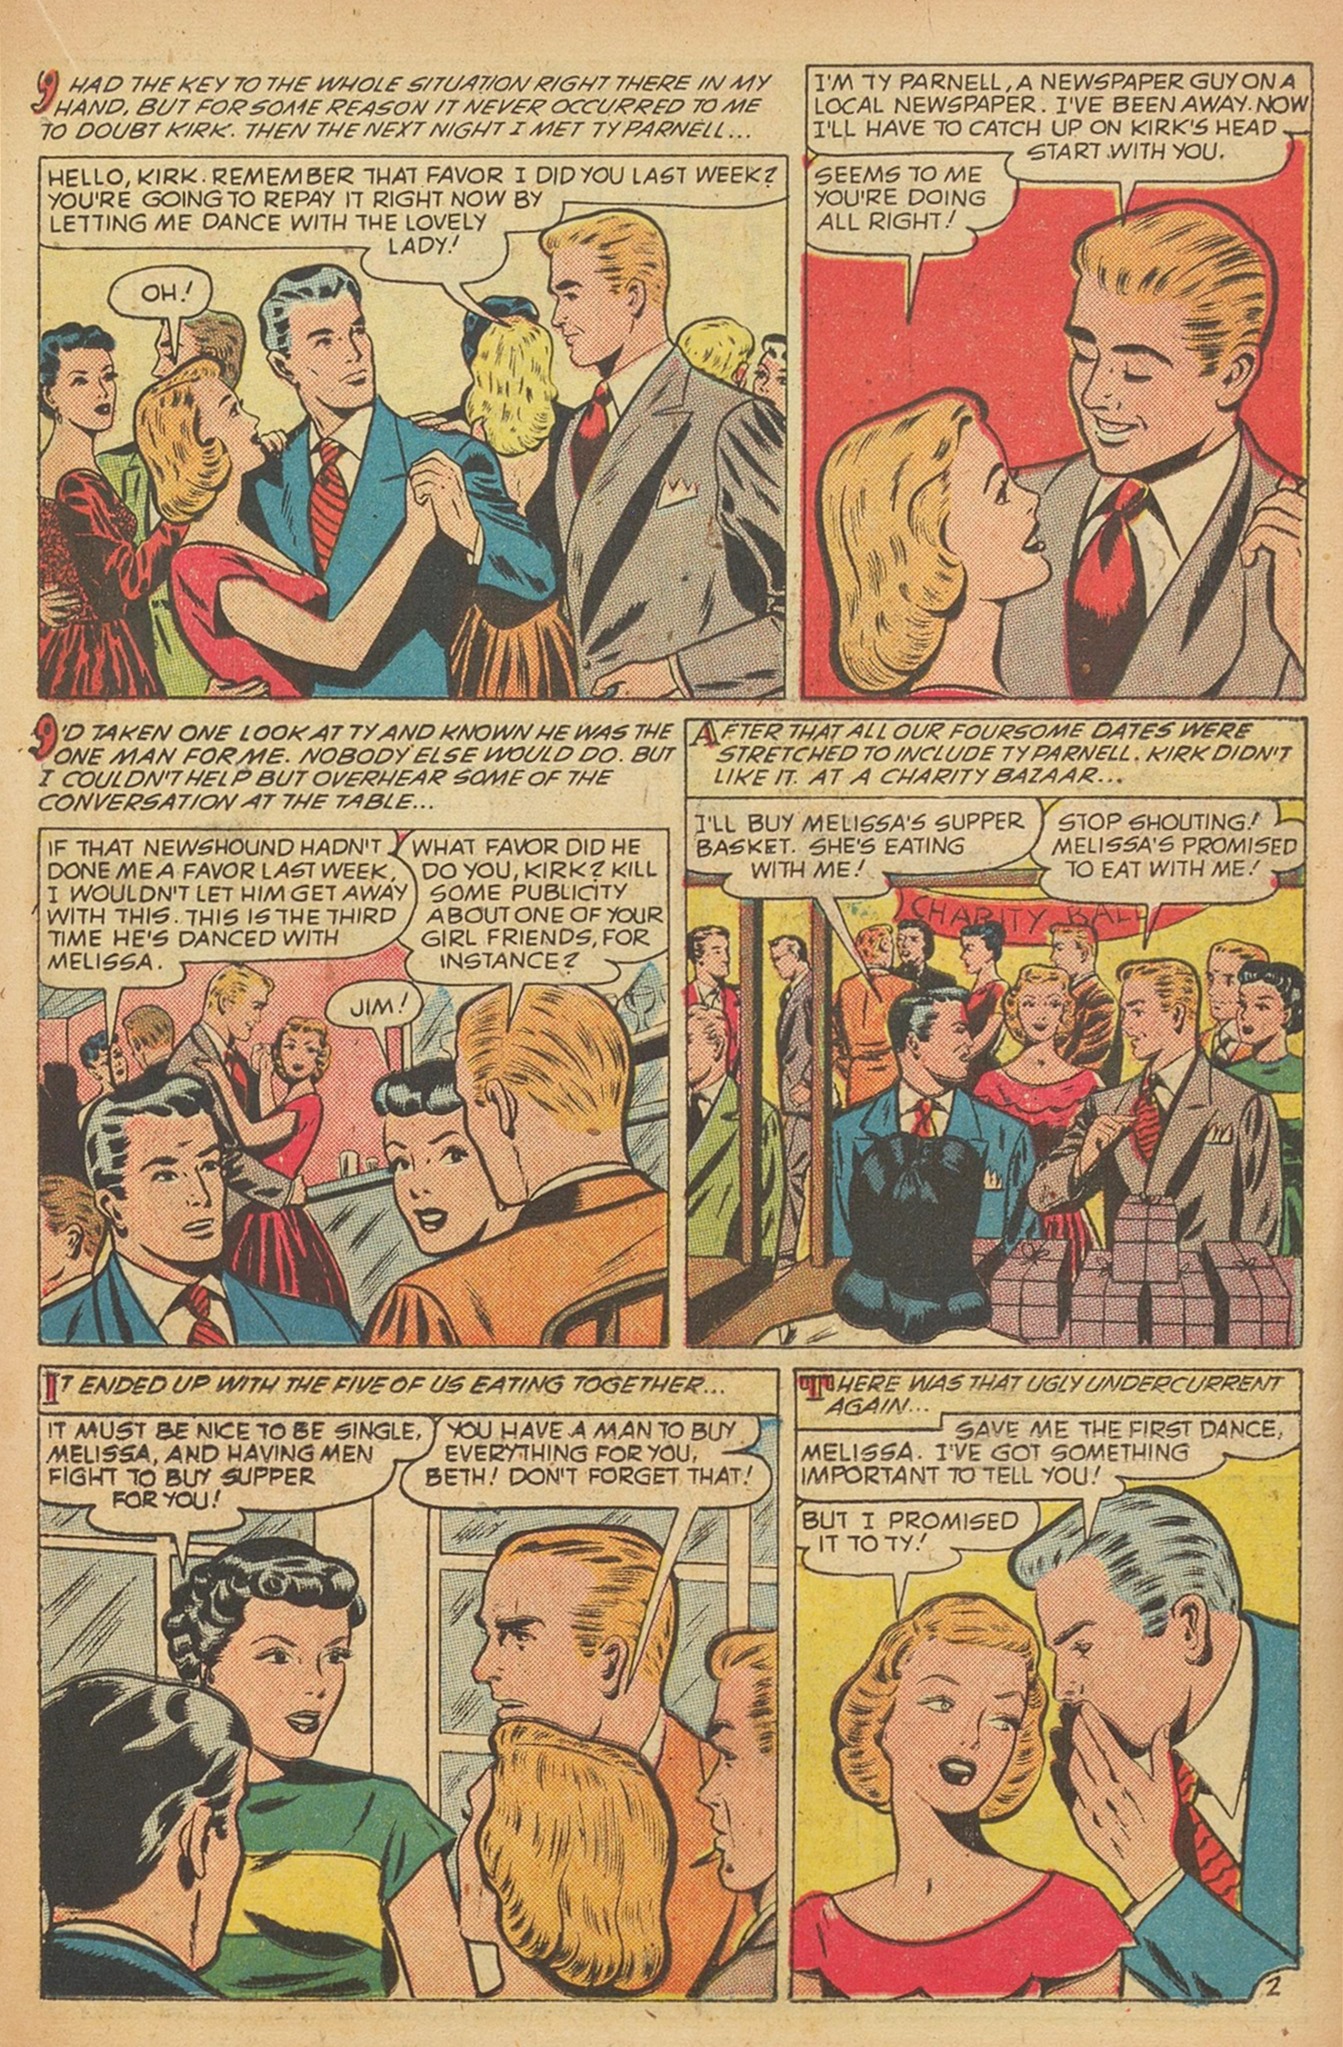 I HAD THE KEY TO THE WHOLE SITUATION RIGHT THERE IN MY
HAND, BUT FOR SOME REASON IT NEVER OCCURRED TO ME
TO DOUBT KIRK. THEN THE NEXT NIGHT I MET TY PARNELL...
HELLO, KIRK. REMEMBER THAT FAVOR I DID YOU LAST WEEK?
YOU'RE GOING TO REPAY IT RIGHT NOW BY
LETTING ME DANCE WITH THE LOVELY
LADY!
OH!
I'M TY PARNELL, A NEWSPAPER GUY ON A
LOCAL NEWSPAPER. I'VE BEEN AWAY. NOW
I'LL HAVE TO CATCH UP ON KIRK'S HEAD
START WITH YOU.
SEEMS TO ME
YOU'RE DOING
ALL RIGHT!
I'D TAKEN ONE LOOK AT TY AND KNOWN HE WAS THE
ONE MAN FOR ME. NOBODY ELSE WOULD DO. BUT
I COULDN'T HELP BUT OVERHEAR SOME OF THE
CONVERSATION AT THE TABLE...
IF THAT NEWSHOUND HADN'T
DONE ME A FAVOR LAST WEEK,
I WOULDN'T LET HIM GET AWAY
WITH THIS. THIS IS THE THIRD
TIME HE'S DANCED WITH
MELISSA.
WHAT FAVOR DID HE
DO YOU, KIRK? KILL
SOME PUBLICITY
ABOUT ONE OF YOUR
GIRL FRIENDS, FOR
INSTANCE?
JIM!
AFTER THAT ALL OUR FOURSOME DATES WERE
STRETCHED TO INCLUDE TY PARNELL. KIRK DIDN'T
LIKE IT. AT A CHARITY BAZAAR...
I'LL BUY MELISSA'S SUPPER
BASKET. SHE'S EATING
WITH ME!
STOP SHOUTING!
MELISSA'S PROMISED
TO EAT WITH ME!
CHARITY BALL
IT ENDED UP WITH THE FIVE OF US EATING TOGETHER...
IT MUST BE NICE TO BE SINGLE,
MELISSA, AND HAVING MEN
FIGHT TO BUY SUPPER
FOR YOU!
YOU HAVE A MAN TO BUY
EVERYTHING FOR YOU,
BETH! DON'T FORGET THAT!
THERE WAS THAT UGLY UNDERCURRENT
AGAIN...
SAVE ME THE FIRST DANCE,
MELISSA. I'VE GOT SOMETHING
IMPORTANT TO TELL YOU!
BUT I PROMISED
IT TO TY!
2